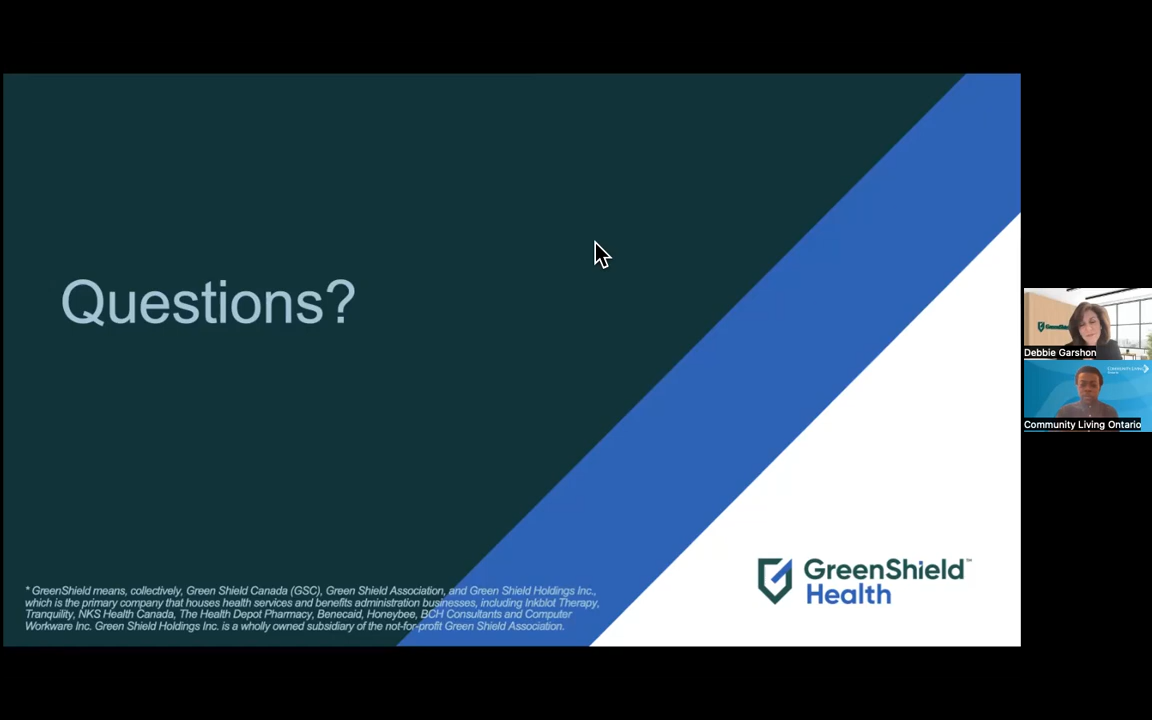 Questions?
* GreenShield means, collectively, Green Shield Canada (GSC), Green Shield Association, and Green Shield Holdings Inc.,
which is the primary company that houses health services and benefits administration businesses, including Inkblot Therapy,
Tranquility, NKS Health Canada, The Health Depot Pharmacy, Benecaid, Honeybee, BCH Consultants and Computer
Workware Inc. Green Shield Holdings Inc. is a wholly owned subsidiary of the not-for-profit Green Shield Association.
GreenShield™
Health
Debbie Garshon
Community Living Ontario